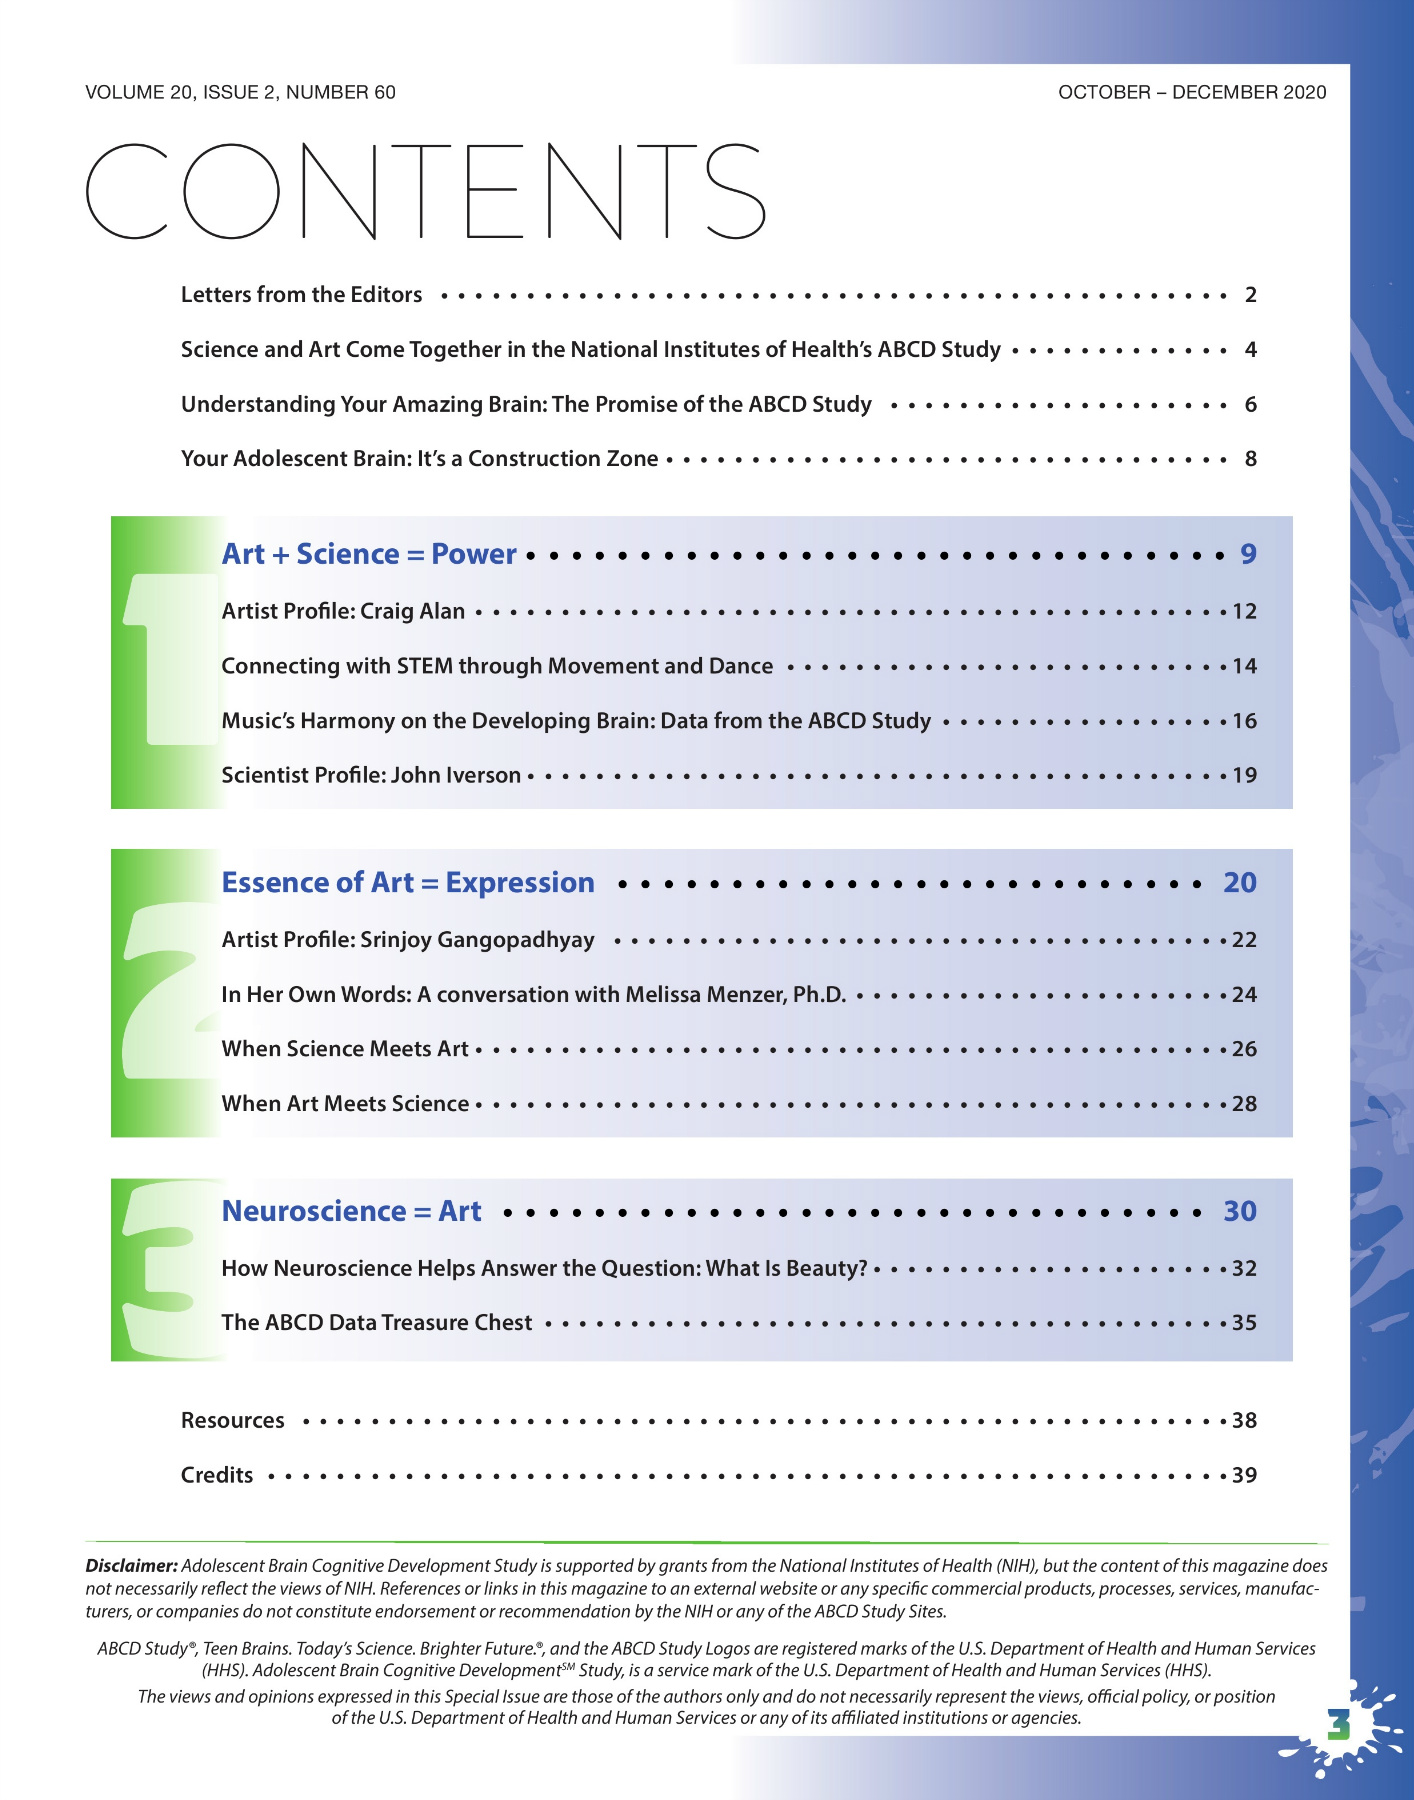 VOLUME 20, ISSUE 2, NUMBER 60
OCTOBER – DECEMBER 2020
CONTENTS
Letters from the Editors 2
Science and Art Come Together in the National Institutes of Health’s ABCD Study 4
Understanding Your Amazing Brain: The Promise of the ABCD Study 6
Your Adolescent Brain: It’s a Construction Zone 8
1
Art + Science = Power 9
Artist Profile: Craig Alan 12
Connecting with STEM through Movement and Dance 14
Music’s Harmony on the Developing Brain: Data from the ABCD Study 16
Scientist Profile: John Iverson 19
2
Essence of Art = Expression 20
Artist Profile: Srinjoy Gangopadhyay 22
In Her Own Words: A conversation with Melissa Menzer, Ph.D. 24
When Science Meets Art 26
When Art Meets Science 28
3
Neuroscience = Art 30
How Neuroscience Helps Answer the Question: What Is Beauty? 32
The ABCD Data Treasure Chest 35
Resources 38
Credits 39
Disclaimer: Adolescent Brain Cognitive Development Study is supported by grants from the National Institutes of Health (NIH), but the content of this magazine does
not necessarily reflect the views of NIH. References or links in this magazine to an external website or any specific commercial products, processes, services, manufac-
turers, or companies do not constitute endorsement or recommendation by the NIH or any of the ABCD Study Sites.
ABCD Study®, Teen Brains. Today’s Science. Brighter Future.®, and the ABCD Study Logos are registered marks of the U.S. Department of Health and Human Services
(HHS). Adolescent Brain Cognitive Development℠ Study, is a service mark of the U.S. Department of Health and Human Services (HHS).
The views and opinions expressed in this Special Issue are those of the authors only and do not necessarily represent the views, official policy, or position
of the U.S. Department of Health and Human Services or any of its affiliated institutions or agencies.
3